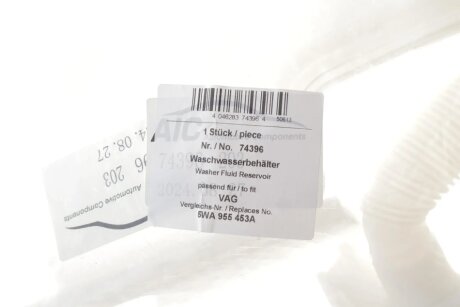 4 046283 74396 4
1 Stück / piece
Nr. / No. 74396
Waschwasserbehälter
Washer Fluid Reservoir
passend für / to fit
VAG
Vergleichs-Nr. / Replaces No.
5WA 955 453A
AIC
Automotive Components
203